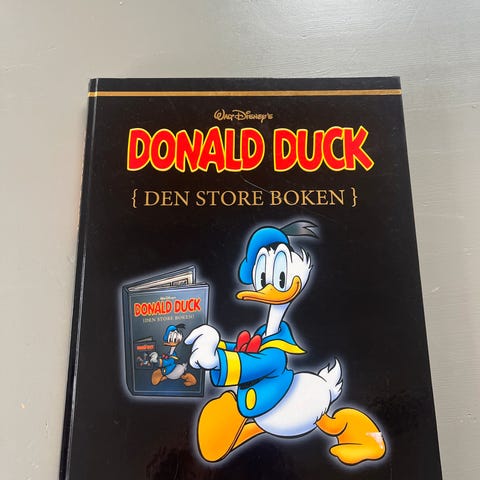 Walt Disney's
DONALD DUCK
{ DEN STORE BOKEN }
DONALD DUCK
{DEN STORE BOKEN}